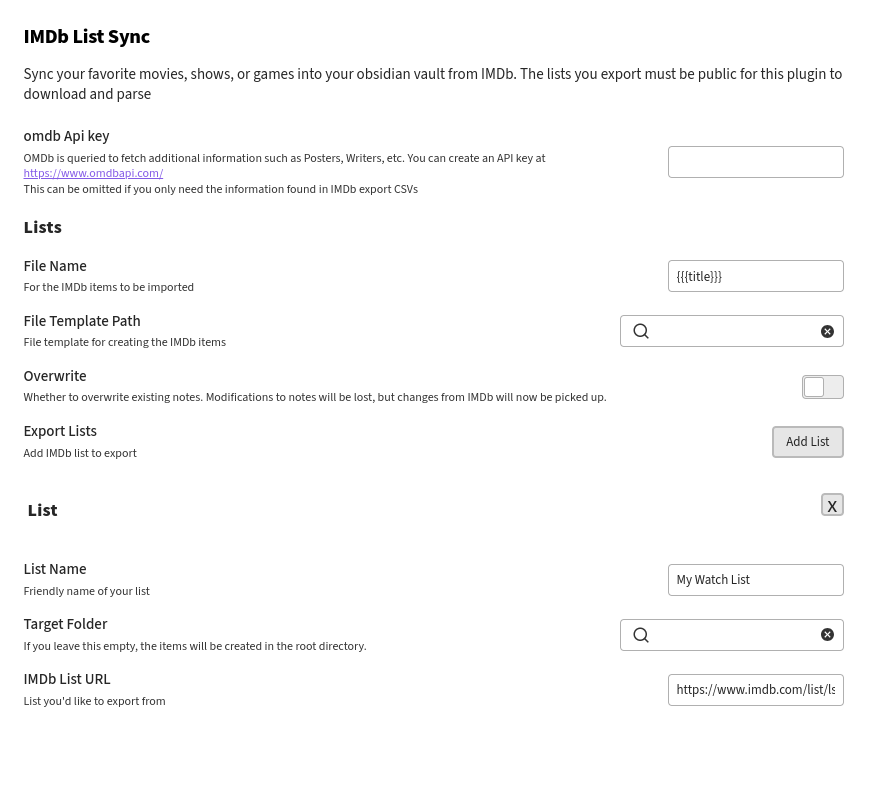 IMDb List Sync
Sync your favorite movies, shows, or games into your obsidian vault from IMDb. The lists you export must be public for this plugin to
download and parse
omdb Api key
OMDb is queried to fetch additional information such as Posters, Writers, etc. You can create an API key at
https://www.omdbapi.com/
This can be omitted if you only need the information found in IMDb export CSVs
Lists
File Name
For the IMDb items to be imported
{{{title}}}
File Template Path
File template for creating the IMDb items
Overwrite
Whether to overwrite existing notes. Modifications to notes will be lost, but changes from IMDb will now be picked up.
Export Lists
Add IMDb list to export
Add List
List
X
List Name
Friendly name of your list
My Watch List
Target Folder
If you leave this empty, the items will be created in the root directory.
IMDb List URL
List you'd like to export from
https://www.imdb.com/list/ls